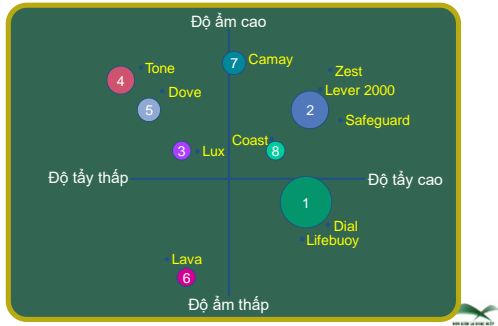 Độ ẩm cao
7 Camay
Tone
Zest
4
Dove
Lever 2000
5
2
Safeguard
Coast
3 Lux
8
Độ tẩy thấp
Độ tẩy cao
1
Dial
Lifebuoy
Lava
6
Độ ẩm thấp